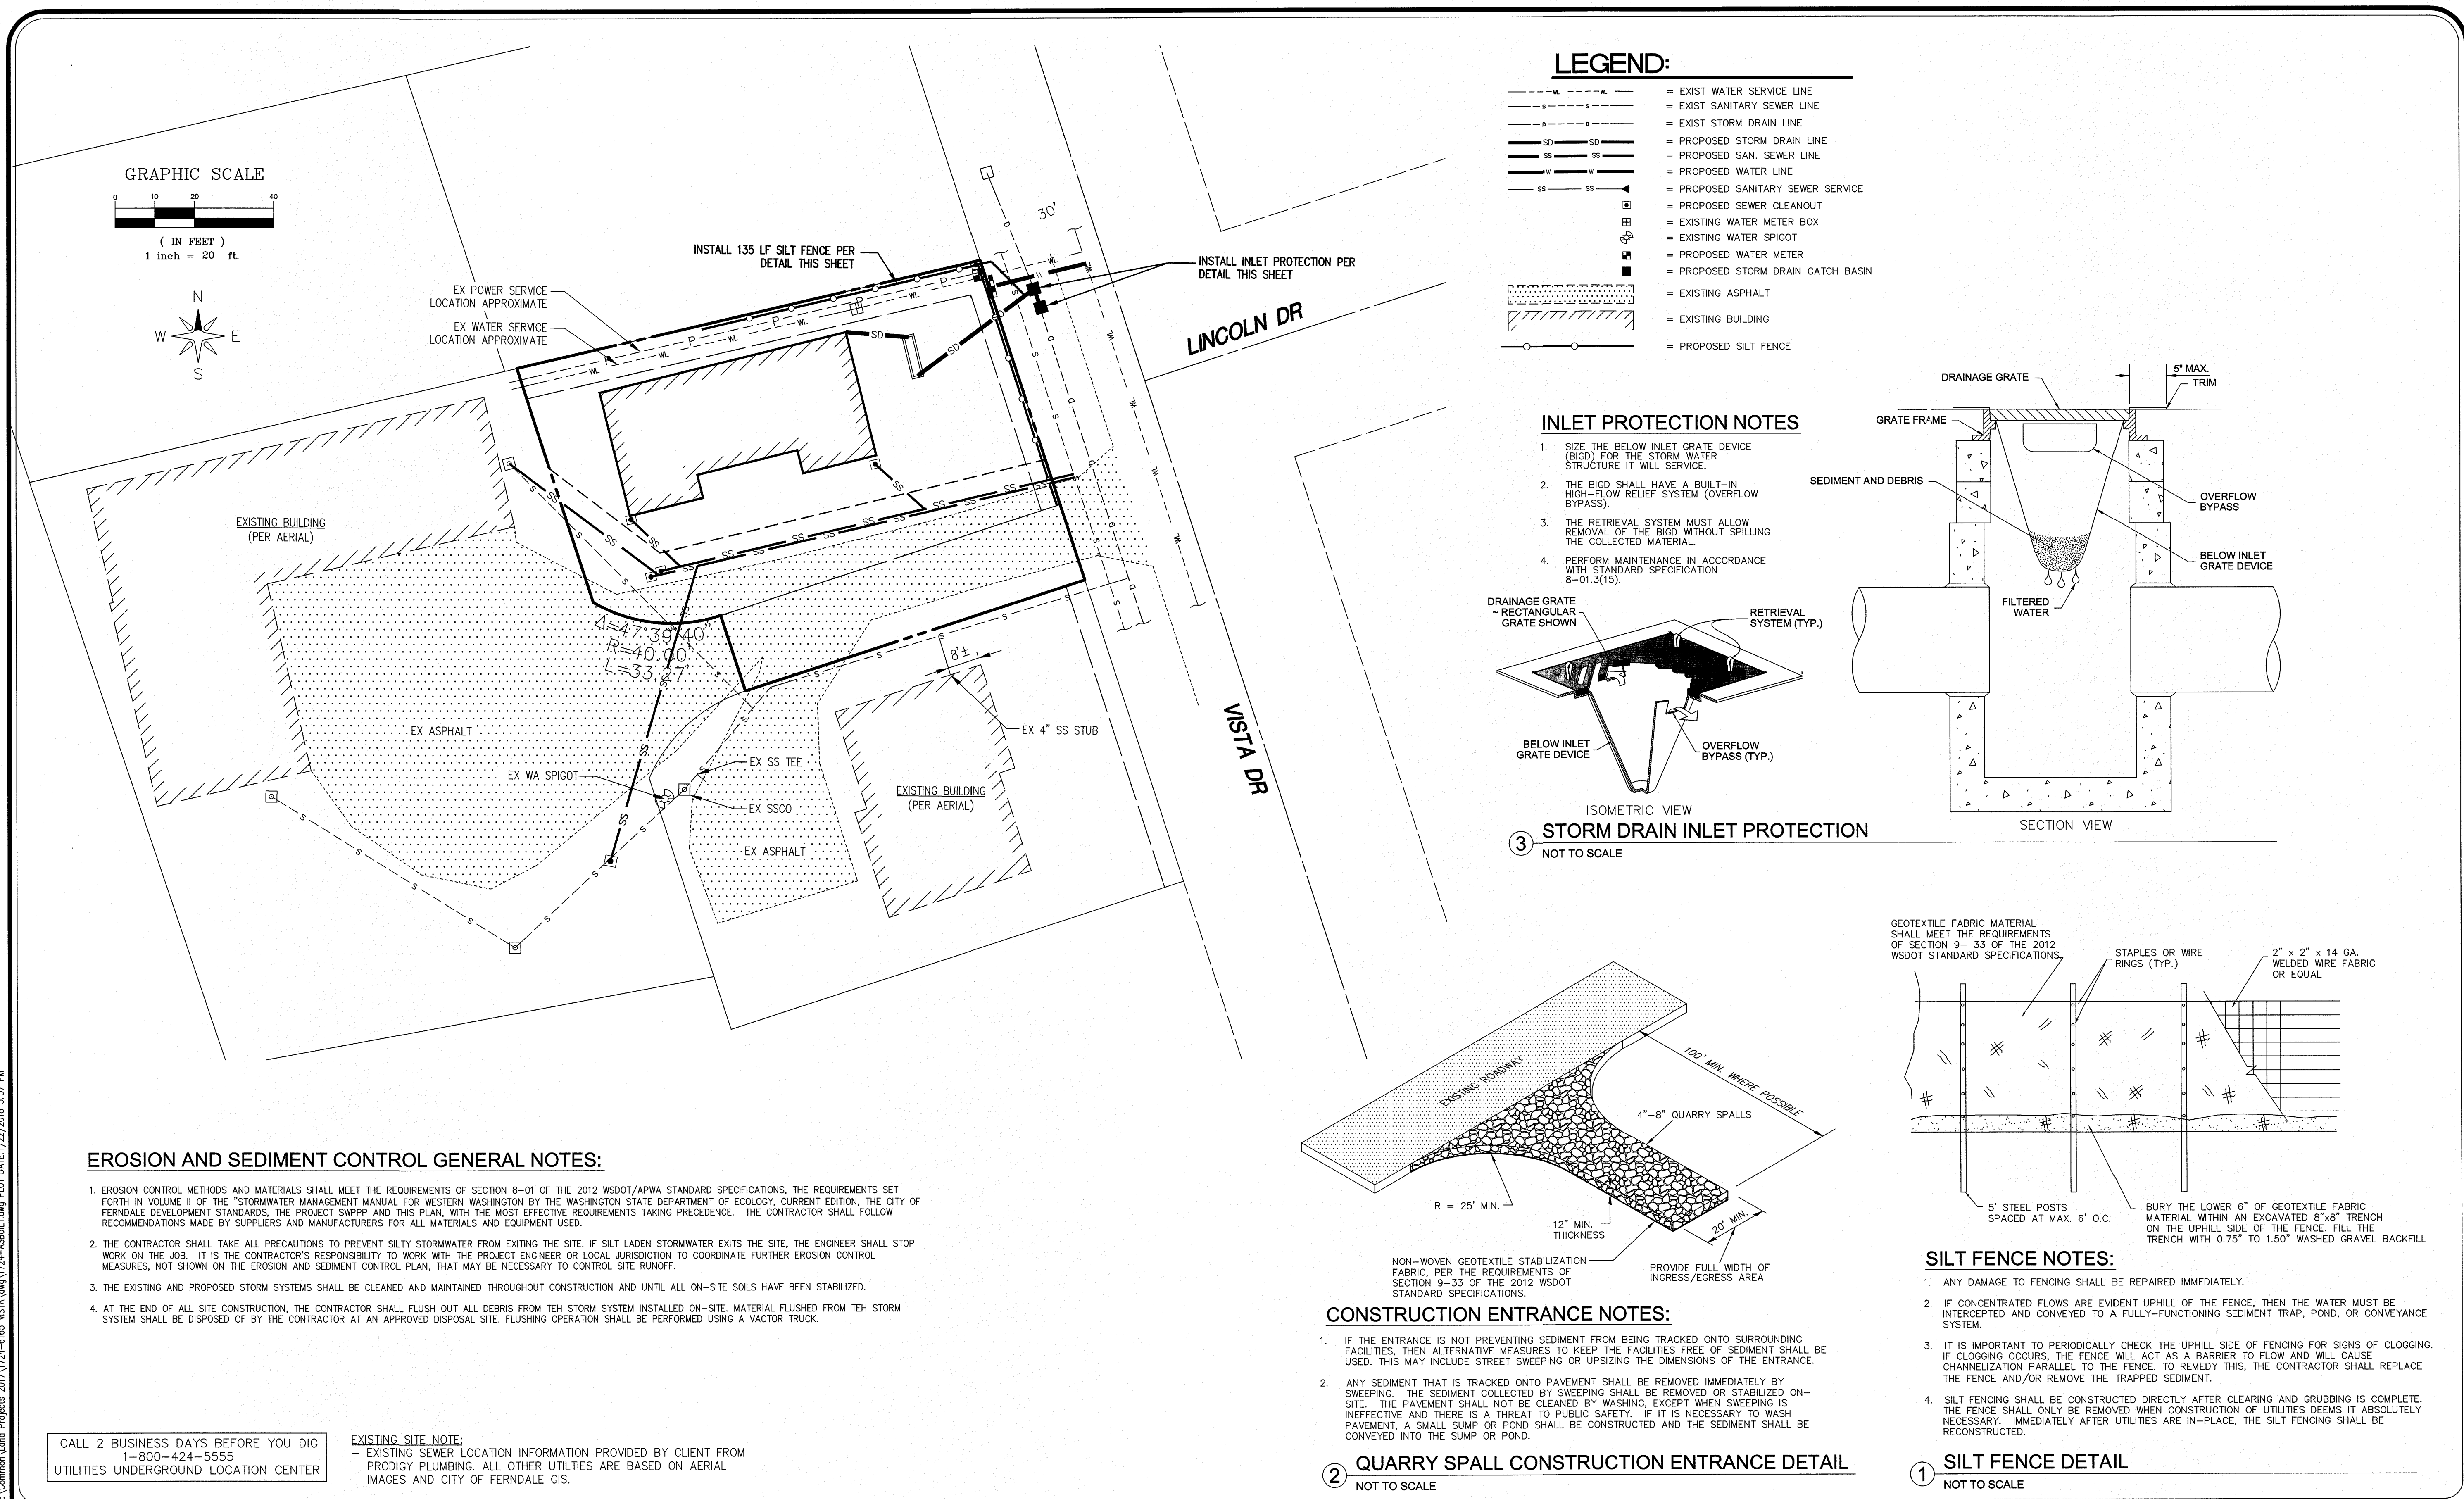 GRAPHIC SCALE
0 10 20 40
( IN FEET )
1 inch = 20 ft.
N
W E
S
EX POWER SERVICE
LOCATION APPROXIMATE
EX WATER SERVICE
LOCATION APPROXIMATE
INSTALL 135 LF SILT FENCE PER
DETAIL THIS SHEET
30'
INSTALL INLET PROTECTION PER
DETAIL THIS SHEET
LINCOLN DR
VISTA DR
EXISTING BUILDING
(PER AERIAL)
Δ=47°39'40"
R=40.00'
L=33.27'
8'±
EX ASPHALT
EX 4" SS STUB
EX WA SPIGOT
EX SS TEE
EX SSCO
EX ASPHALT
EXISTING BUILDING
(PER AERIAL)
LEGEND:
WL WL = EXIST WATER SERVICE LINE
S S = EXIST SANITARY SEWER LINE
D D = EXIST STORM DRAIN LINE
SD SD = PROPOSED STORM DRAIN LINE
SS SS = PROPOSED SAN. SEWER LINE
W W = PROPOSED WATER LINE
SS SS = PROPOSED SANITARY SEWER SERVICE
= PROPOSED SEWER CLEANOUT
= EXISTING WATER METER BOX
= EXISTING WATER SPIGOT
= PROPOSED WATER METER
= PROPOSED STORM DRAIN CATCH BASIN
= EXISTING ASPHALT
= EXISTING BUILDING
= PROPOSED SILT FENCE
INLET PROTECTION NOTES
1. SIZE THE BELOW INLET GRATE DEVICE
(BIGD) FOR THE STORM WATER
STRUCTURE IT WILL SERVICE.
2. THE BIGD SHALL HAVE A BUILT-IN
HIGH-FLOW RELIEF SYSTEM (OVERFLOW
BYPASS).
3. THE RETRIEVAL SYSTEM MUST ALLOW
REMOVAL OF THE BIGD WITHOUT SPILLING
THE COLLECTED MATERIAL.
4. PERFORM MAINTENANCE IN ACCORDANCE
WITH STANDARD SPECIFICATION
8-01.3(15).
DRAINAGE GRATE
~ RECTANGULAR
GRATE SHOWN
RETRIEVAL
SYSTEM (TYP.)
BELOW INLET
GRATE DEVICE
OVERFLOW
BYPASS (TYP.)
ISOMETRIC VIEW
DRAINAGE GRATE
5" MAX.
TRIM
GRATE FRAME
SEDIMENT AND DEBRIS
OVERFLOW
BYPASS
BELOW INLET
GRATE DEVICE
FILTERED
WATER
SECTION VIEW
3 STORM DRAIN INLET PROTECTION
NOT TO SCALE
EXISTING ROADWAY
100' MIN. WHERE POSSIBLE
4"-8" QUARRY SPALLS
R = 25' MIN.
12" MIN.
THICKNESS
20' MIN.
NON-WOVEN GEOTEXTILE STABILIZATION
FABRIC, PER THE REQUIREMENTS OF
SECTION 9-33 OF THE 2012 WSDOT
STANDARD SPECIFICATIONS.
PROVIDE FULL WIDTH OF
INGRESS/EGRESS AREA
CONSTRUCTION ENTRANCE NOTES:
1. IF THE ENTRANCE IS NOT PREVENTING SEDIMENT FROM BEING TRACKED ONTO SURROUNDING
FACILITIES, THEN ALTERNATIVE MEASURES TO KEEP THE FACILITIES FREE OF SEDIMENT SHALL BE
USED. THIS MAY INCLUDE STREET SWEEPING OR UPSIZING THE DIMENSIONS OF THE ENTRANCE.
2. ANY SEDIMENT THAT IS TRACKED ONTO PAVEMENT SHALL BE REMOVED IMMEDIATELY BY
SWEEPING. THE SEDIMENT COLLECTED BY SWEEPING SHALL BE REMOVED OR STABILIZED ON-
SITE. THE PAVEMENT SHALL NOT BE CLEANED BY WASHING, EXCEPT WHEN SWEEPING IS
INEFFECTIVE AND THERE IS A THREAT TO PUBLIC SAFETY. IF IT IS NECESSARY TO WASH
PAVEMENT, A SMALL SUMP OR POND SHALL BE CONSTRUCTED AND THE SEDIMENT SHALL BE
CONVEYED INTO THE SUMP OR POND.
2 QUARRY SPALL CONSTRUCTION ENTRANCE DETAIL
NOT TO SCALE
GEOTEXTILE FABRIC MATERIAL
SHALL MEET THE REQUIREMENTS
OF SECTION 9- 33 OF THE 2012
WSDOT STANDARD SPECIFICATIONS
STAPLES OR WIRE
RINGS (TYP.)
2" x 2" x 14 GA.
WELDED WIRE FABRIC
OR EQUAL
5' STEEL POSTS
SPACED AT MAX. 6' O.C.
BURY THE LOWER 6" OF GEOTEXTILE FABRIC
MATERIAL WITHIN AN EXCAVATED 8"x8" TRENCH
ON THE UPHILL SIDE OF THE FENCE. FILL THE
TRENCH WITH 0.75" TO 1.50" WASHED GRAVEL BACKFILL
SILT FENCE NOTES:
1. ANY DAMAGE TO FENCING SHALL BE REPAIRED IMMEDIATELY.
2. IF CONCENTRATED FLOWS ARE EVIDENT UPHILL OF THE FENCE, THEN THE WATER MUST BE
INTERCEPTED AND CONVEYED TO A FULLY-FUNCTIONING SEDIMENT TRAP, POND, OR CONVEYANCE
SYSTEM.
3. IT IS IMPORTANT TO PERIODICALLY CHECK THE UPHILL SIDE OF FENCING FOR SIGNS OF CLOGGING.
IF CLOGGING OCCURS, THE FENCE WILL ACT AS A BARRIER TO FLOW AND WILL CAUSE
CHANNELIZATION PARALLEL TO THE FENCE. TO REMEDY THIS, THE CONTRACTOR SHALL REPLACE
THE FENCE AND/OR REMOVE THE TRAPPED SEDIMENT.
4. SILT FENCING SHALL BE CONSTRUCTED DIRECTLY AFTER CLEARING AND GRUBBING IS COMPLETE.
THE FENCE SHALL ONLY BE REMOVED WHEN CONSTRUCTION OF UTILITIES DEEMS IT ABSOLUTELY
NECESSARY. IMMEDIATELY AFTER UTILITIES ARE IN-PLACE, THE SILT FENCING SHALL BE
RECONSTRUCTED.
1 SILT FENCE DETAIL
NOT TO SCALE
EROSION AND SEDIMENT CONTROL GENERAL NOTES:
1. EROSION CONTROL METHODS AND MATERIALS SHALL MEET THE REQUIREMENTS OF SECTION 8-01 OF THE 2012 WSDOT/APWA STANDARD SPECIFICATIONS, THE REQUIREMENTS SET
FORTH IN VOLUME II OF THE "STORMWATER MANAGEMENT MANUAL FOR WESTERN WASHINGTON BY THE WASHINGTON STATE DEPARTMENT OF ECOLOGY, CURRENT EDITION, THE CITY OF
FERNDALE DEVELOPMENT STANDARDS, THE PROJECT SWPPP AND THIS PLAN, WITH THE MOST EFFECTIVE REQUIREMENTS TAKING PRECEDENCE. THE CONTRACTOR SHALL FOLLOW
RECOMMENDATIONS MADE BY SUPPLIERS AND MANUFACTURERS FOR ALL MATERIALS AND EQUIPMENT USED.
2. THE CONTRACTOR SHALL TAKE ALL PRECAUTIONS TO PREVENT SILTY STORMWATER FROM EXITING THE SITE. IF SILT LADEN STORMWATER EXITS THE SITE, THE ENGINEER SHALL STOP
WORK ON THE JOB. IT IS THE CONTRACTOR'S RESPONSIBILITY TO WORK WITH THE PROJECT ENGINEER OR LOCAL JURISDICTION TO COORDINATE FURTHER EROSION CONTROL
MEASURES, NOT SHOWN ON THE EROSION AND SEDIMENT CONTROL PLAN, THAT MAY BE NECESSARY TO CONTROL SITE RUNOFF.
3. THE EXISTING AND PROPOSED STORM SYSTEMS SHALL BE CLEANED AND MAINTAINED THROUGHOUT CONSTRUCTION AND UNTIL ALL ON-SITE SOILS HAVE BEEN STABILIZED.
4. AT THE END OF ALL SITE CONSTRUCTION, THE CONTRACTOR SHALL FLUSH OUT ALL DEBRIS FROM TEH STORM SYSTEM INSTALLED ON-SITE. MATERIAL FLUSHED FROM TEH STORM
SYSTEM SHALL BE DISPOSED OF BY THE CONTRACTOR AT AN APPROVED DISPOSAL SITE. FLUSHING OPERATION SHALL BE PERFORMED USING A VACTOR TRUCK.
CALL 2 BUSINESS DAYS BEFORE YOU DIG
1-800-424-5555
UTILITIES UNDERGROUND LOCATION CENTER
EXISTING SITE NOTE:
- EXISTING SEWER LOCATION INFORMATION PROVIDED BY CLIENT FROM
PRODIGY PLUMBING. ALL OTHER UTILTIES ARE BASED ON AERIAL
IMAGES AND CITY OF FERNDALE GIS.